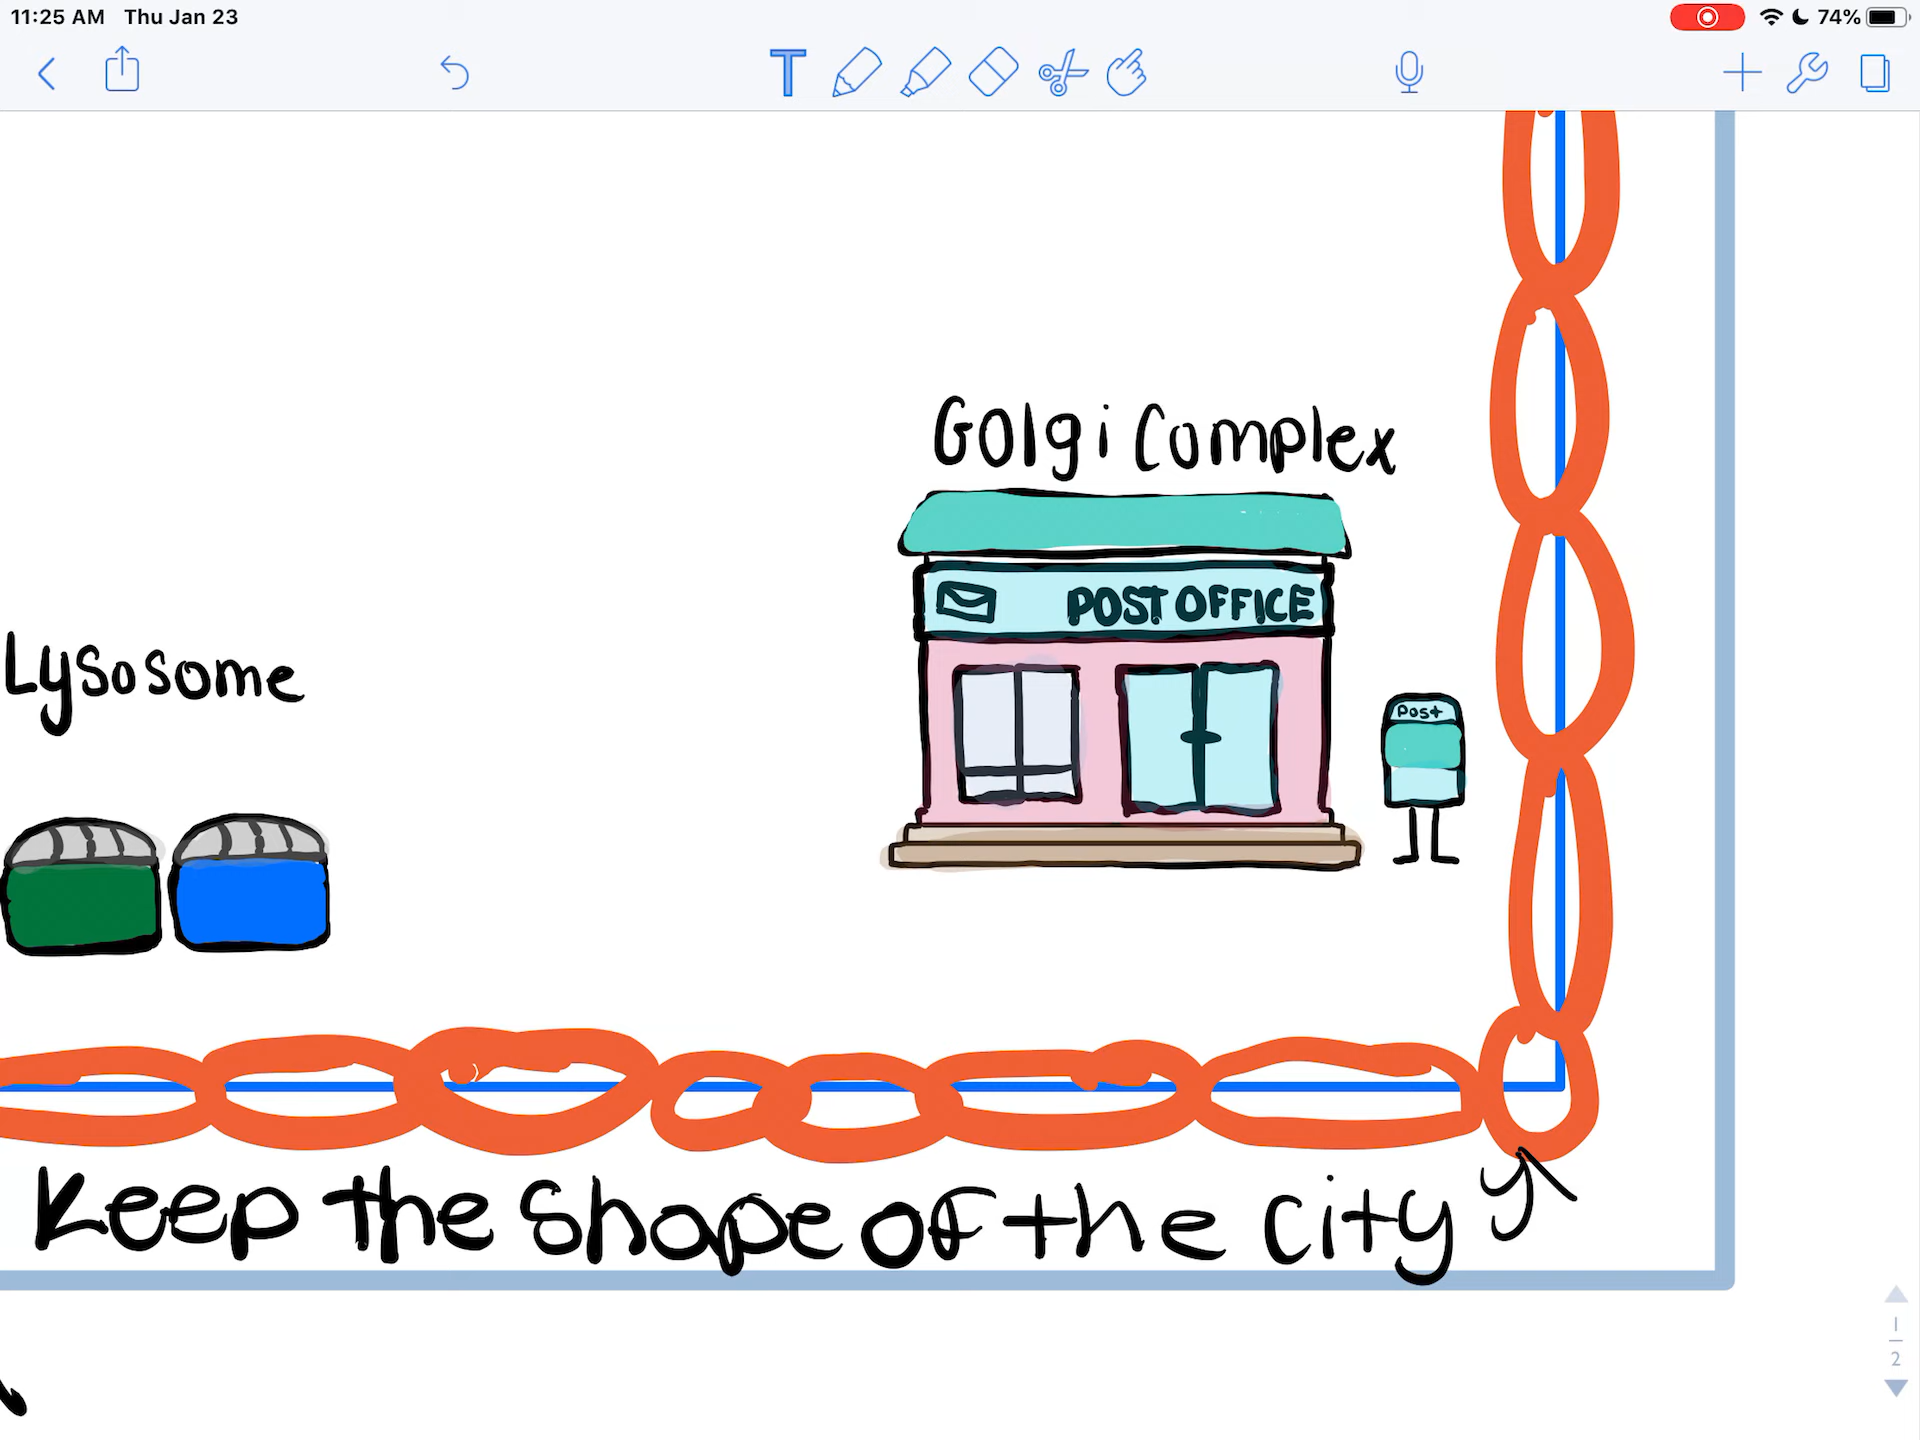 11:25 AM Thu Jan 23
74%
T
Golgi Complex
POST OFFICE
Lysosome
Post
Keep the shape of the city
1
2